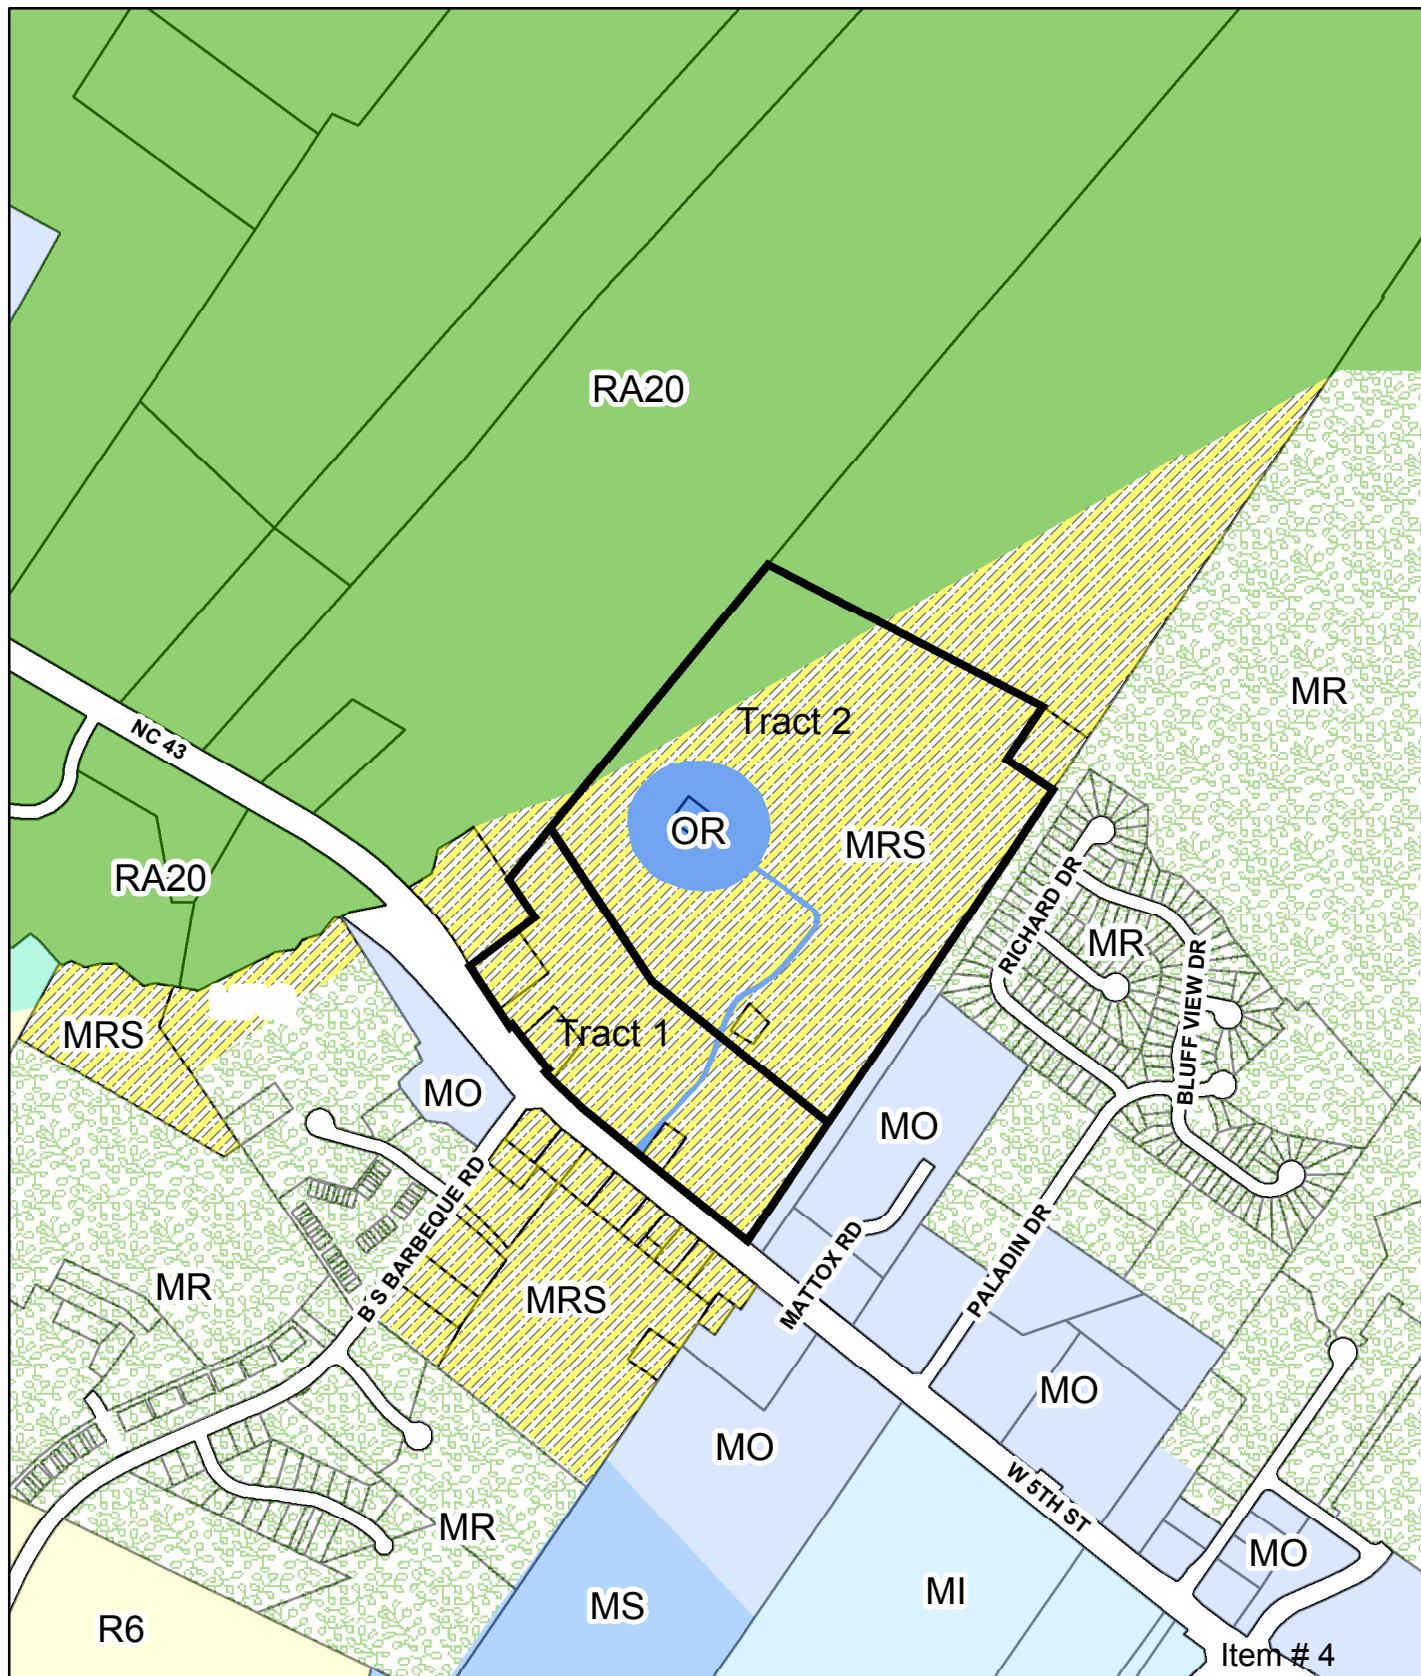 RA20
MR
NC 43
Tract 2
OR
MRS
RA20
RICHARD DR
MR
BLUFF VIEW DR
MRS
Tract 1
MO
MO
B S BARBEQUE RD
MATTOX RD
PALADIN DR
MR
MRS
MO
MO
W 5TH ST
MR
MO
MS
MI
R6
Item # 4